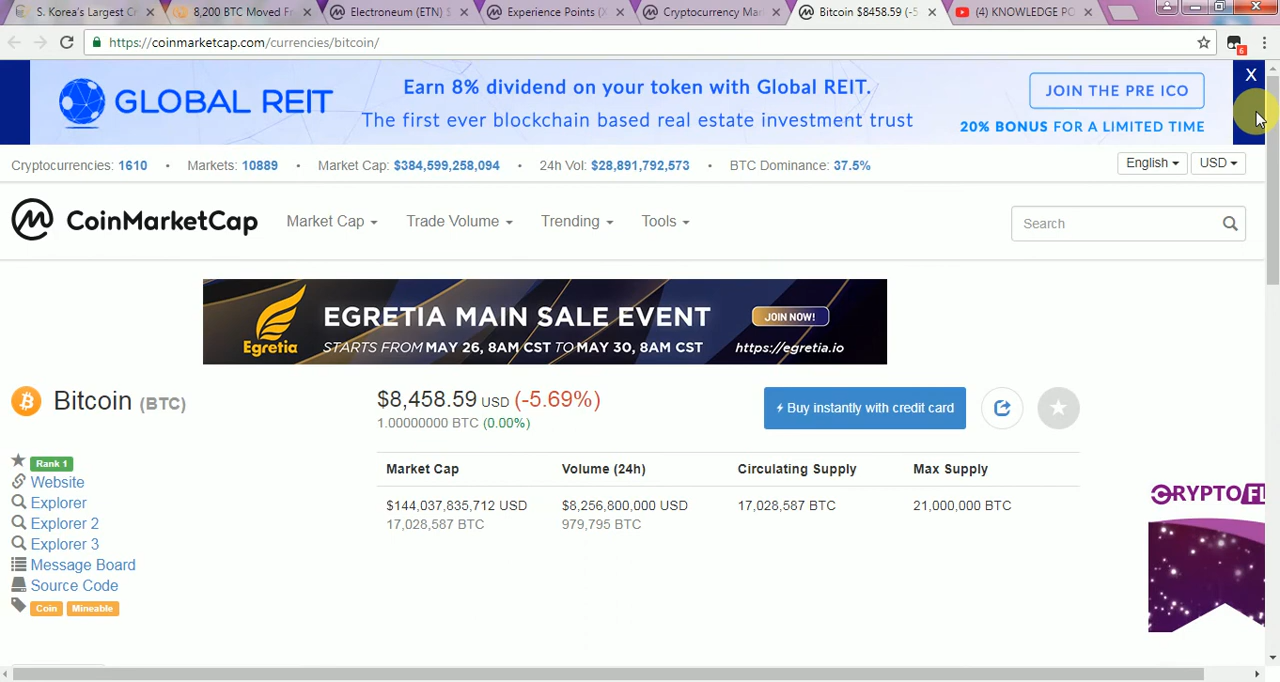 S. Korea's Largest Cr
8,200 BTC Moved Fr
Electroneum (ETN) $
Experience Points (X
Cryptocurrency Mar
Bitcoin $8458.59 (-5
(4) KNOWLEDGE PO
https://coinmarketcap.com/currencies/bitcoin/
6
GLOBAL REIT
Earn 8% dividend on your token with Global REIT.
The first ever blockchain based real estate investment trust
JOIN THE PRE ICO
20% BONUS FOR A LIMITED TIME
X
Cryptocurrencies: 1610 • Markets: 10889 • Market Cap: $384,599,258,094 • 24h Vol: $28,891,792,573 • BTC Dominance: 37.5%
English
USD
CoinMarketCap
Market Cap
Trade Volume
Trending
Tools
Search
Egretia
EGRETIA MAIN SALE EVENT
STARTS FROM MAY 26, 8AM CST TO MAY 30, 8AM CST
JOIN NOW!
https://egretia.io
Bitcoin (BTC)
$8,458.59 USD (-5.69%)
1.00000000 BTC (0.00%)
Buy instantly with credit card
Rank 1
Website
Explorer
Explorer 2
Explorer 3
Message Board
Source Code
Coin Mineable
Market Cap Volume (24h) Circulating Supply Max Supply
$144,037,835,712 USD $8,256,800,000 USD 17,028,587 BTC 21,000,000 BTC
17,028,587 BTC 979,795 BTC
CRYPTOFL